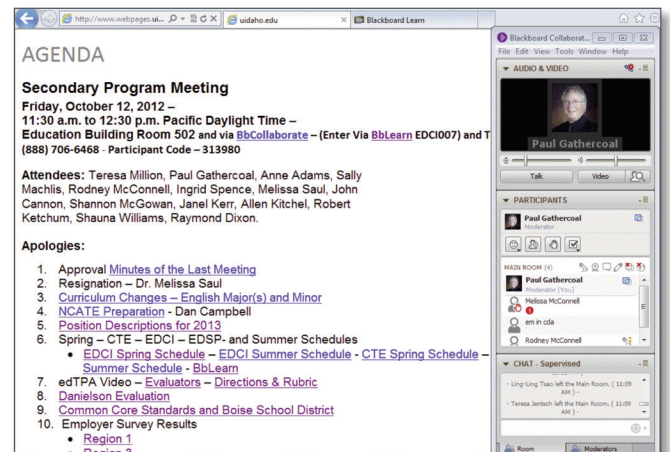 http://www.webpages.ui...
uidaho.edu
Blackboard Learn
AGENDA
Secondary Program Meeting
Friday, October 12, 2012 –
11:30 a.m. to 12:30 p.m. Pacific Daylight Time –
Education Building Room 502 and via BbCollaborate – (Enter Via BbLearn EDCI007) and T
(888) 706-6468 - Participant Code – 313980
Attendees: Teresa Million, Paul Gathercoal, Anne Adams, Sally
Machlis, Rodney McConnell, Ingrid Spence, Melissa Saul, John
Cannon, Shannon McGowan, Janel Kerr, Allen Kitchel, Robert
Ketchum, Shauna Williams, Raymond Dixon.
Apologies:
1. Approval Minutes of the Last Meeting
2. Resignation – Dr. Melissa Saul
3. Curriculum Changes – English Major(s) and Minor
4. NCATE Preparation - Dan Campbell
5. Position Descriptions for 2013
6. Spring – CTE – EDCI – EDSP- and Summer Schedules
• EDCI Spring Schedule – EDCI Summer Schedule - CTE Spring Schedule –
Summer Schedule - BbLearn
7. edTPA Video – Evaluators – Directions & Rubric
8. Danielson Evaluation
9. Common Core Standards and Boise School District
10. Employer Survey Results
• Region 1
• Region
Blackboard Collaborat...
File Edit View Tools Window Help
AUDIO & VIDEO
Paul Gathercoal
Talk
Video
PARTICIPANTS
Paul Gathercoal
Moderator
MAIN ROOM (4)
Paul Gathercoal
Moderator (You)
Melissa McConnell
em in cda
Rodney McConnell
CHAT - Supervised
AM ) -
- Ling-Ling Tsao left the Main Room. ( 11:09
AM ) -
- Teresa Jentsch left the Main Room. ( 11:09
AM ) -
Room
Moderators